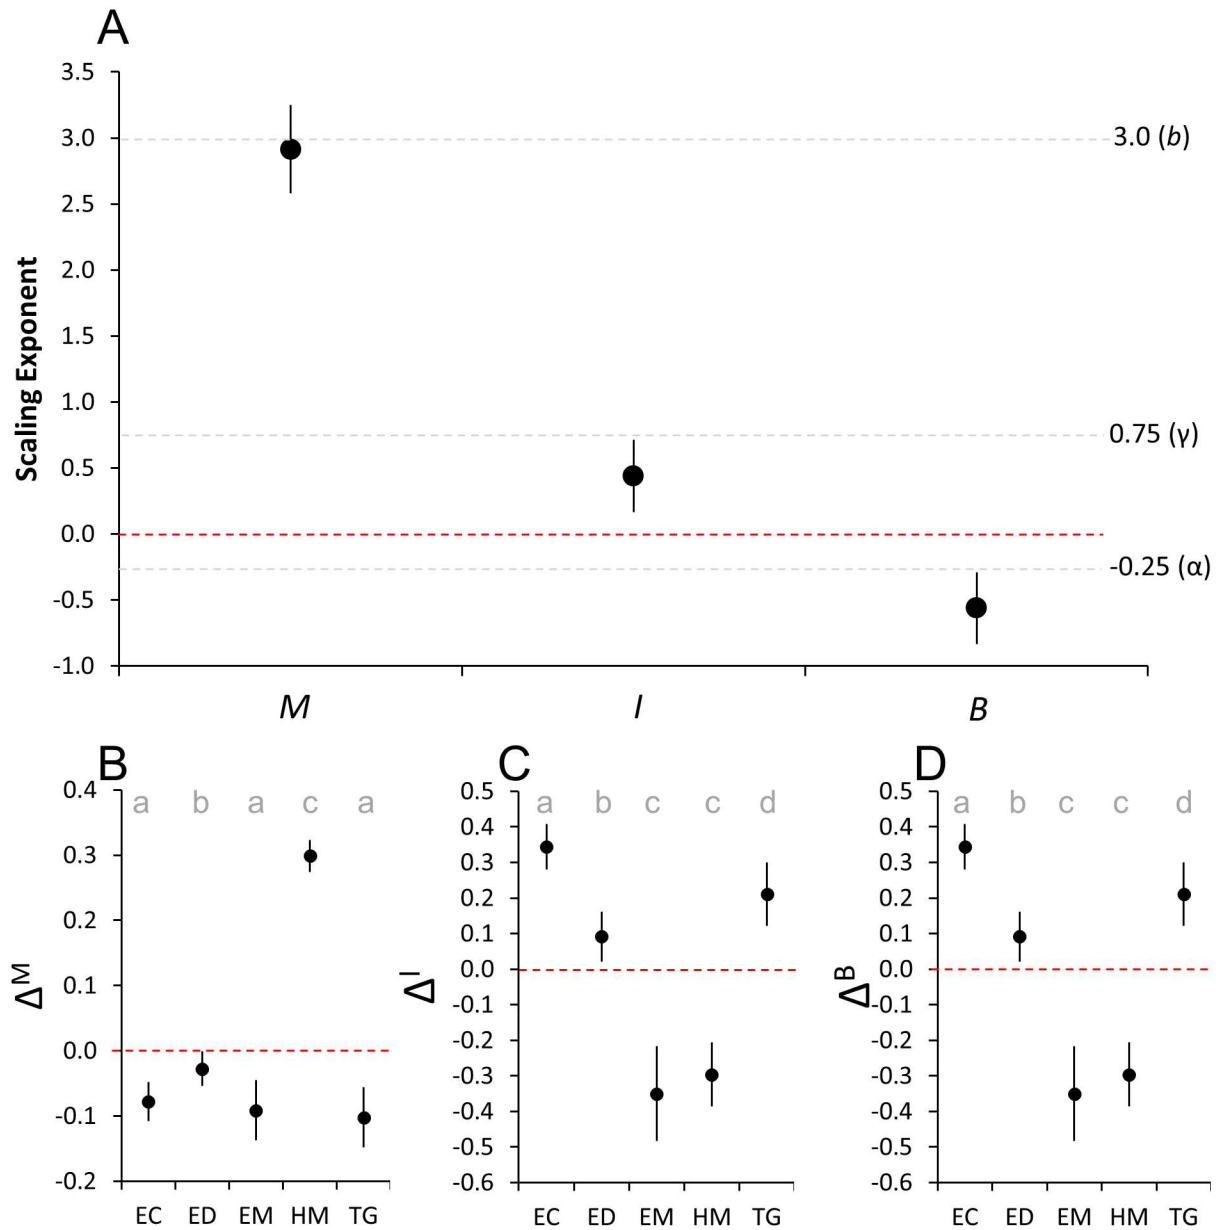 A
3.5
3.0
2.5
2.0
1.5
1.0
0.5
0.0
-0.5
-1.0
Scaling Exponent
3.0 (b)
0.75 (γ)
-0.25 (α)
M I B
B
0.4
0.3
0.2
0.1
0.0
-0.1
-0.2
ΔM
a b a c a
EC ED EM HM TG
C
0.5
0.4
0.3
0.2
0.1
0.0
-0.1
-0.2
-0.3
-0.4
-0.5
-0.6
ΔI
a b c c d
EC ED EM HM TG
D
0.5
0.4
0.3
0.2
0.1
0.0
-0.1
-0.2
-0.3
-0.4
-0.5
-0.6
ΔB
a b c c d
EC ED EM HM TG